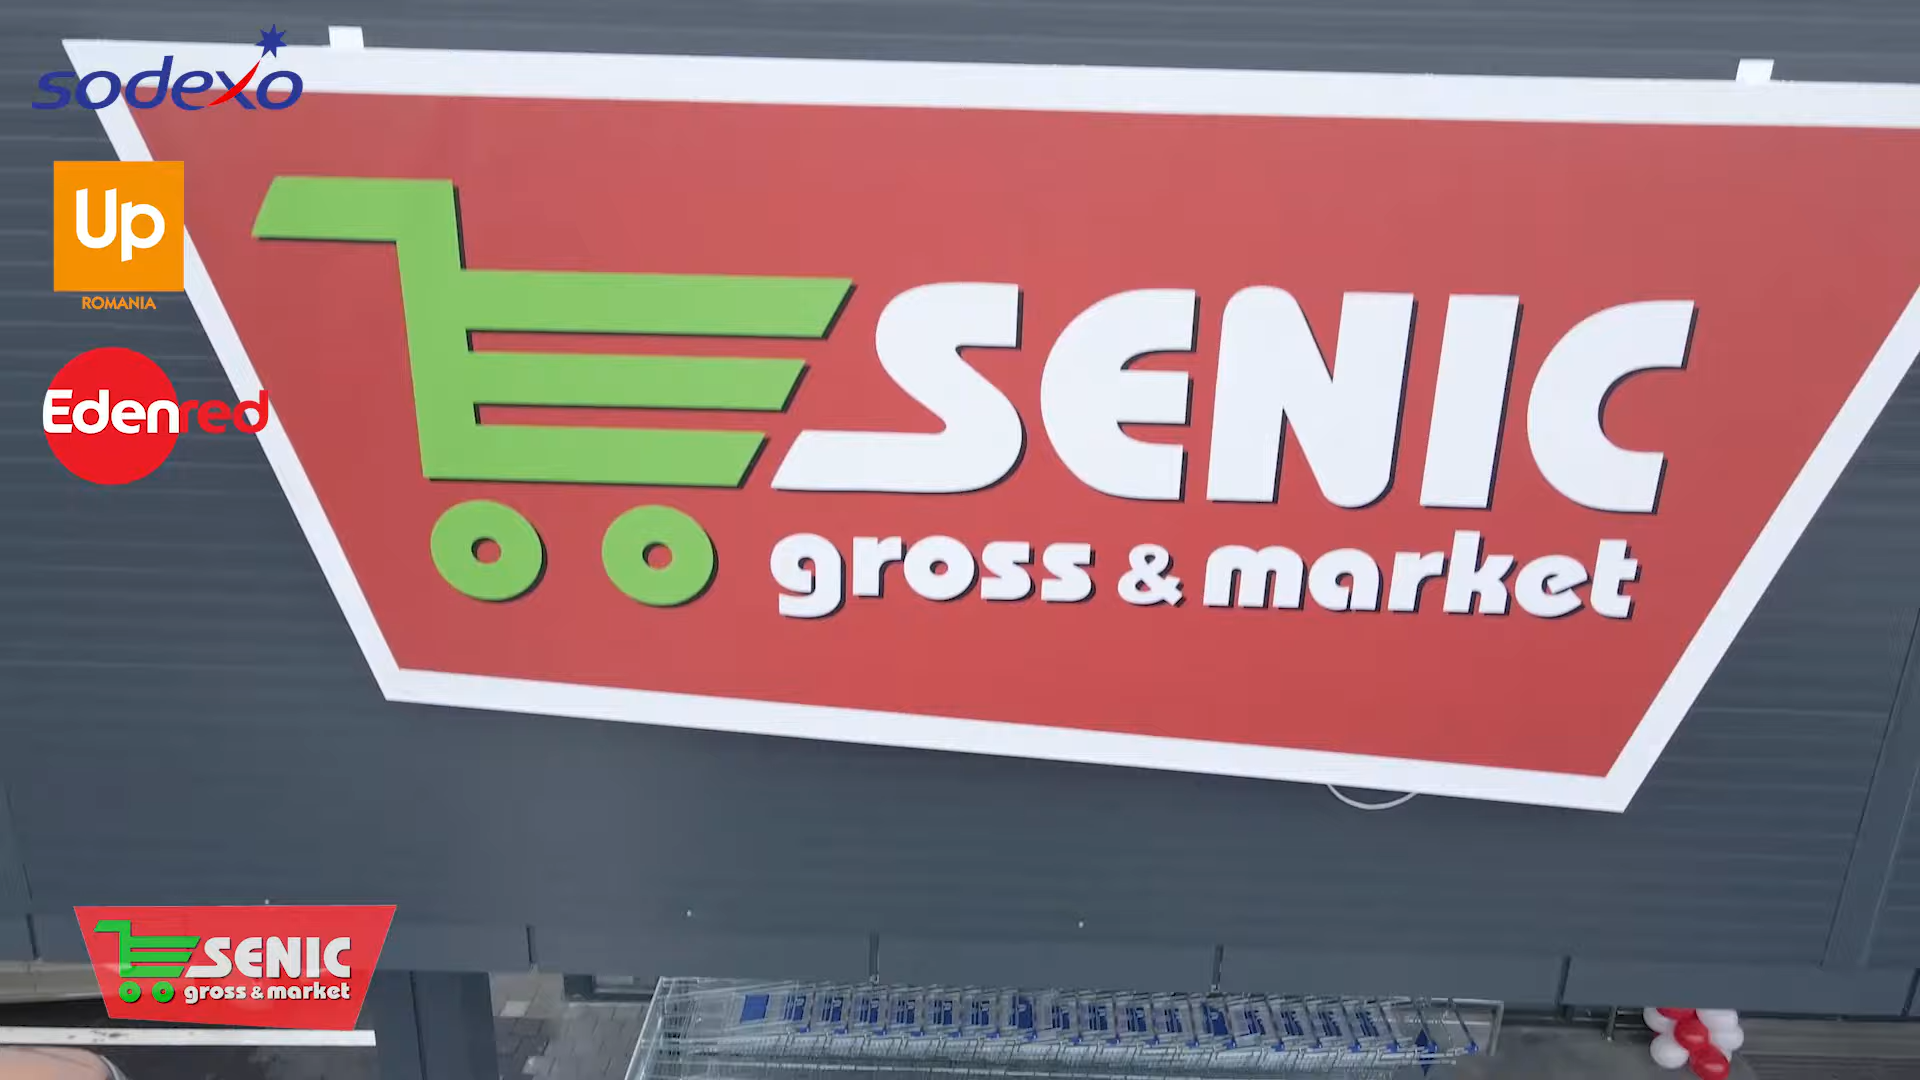 sodexo
Up
ROMANIA
Edenred
SENIC
gross & market
SENIC
gross & market